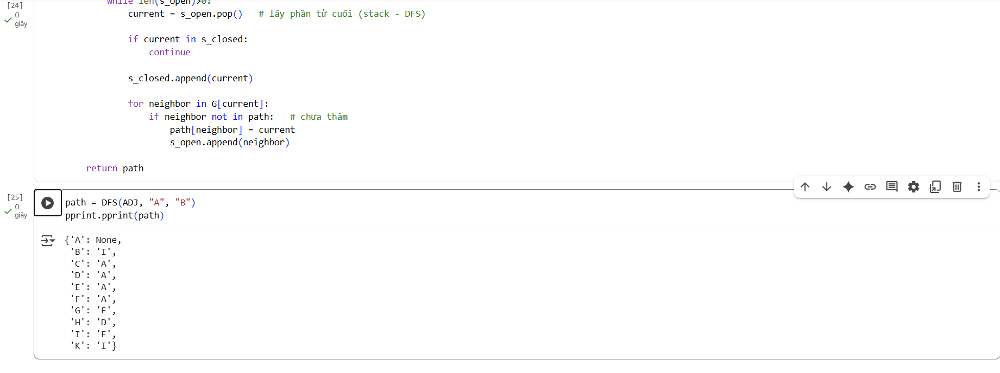 [24]
0
giây
while len(s_open)>0:
current = s_open.pop()   # lấy phần tử cuối (stack - DFS)
if current in s_closed:
continue
s_closed.append(current)
for neighbor in G[current]:
if neighbor not in path:   # chưa thăm
path[neighbor] = current
s_open.append(neighbor)
return path
[25]
0
giây
path = DFS(ADJ, "A", "B")
pprint.pprint(path)
{'A': None,
'B': 'I',
'C': 'A',
'D': 'A',
'E': 'A',
'F': 'A',
'G': 'F',
'H': 'D',
'I': 'F',
'K': 'I'}